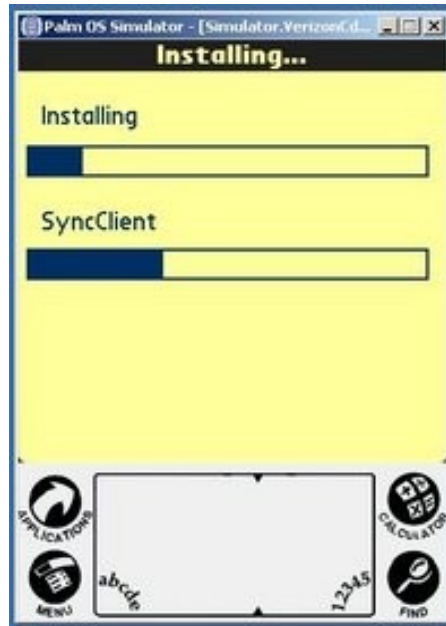 Palm OS Simulator - [Simulator.VerizonCd...
Installing...
Installing
SyncClient
APPLICATIONS
CALCULATOR
abcde
12345
MENU
FIND